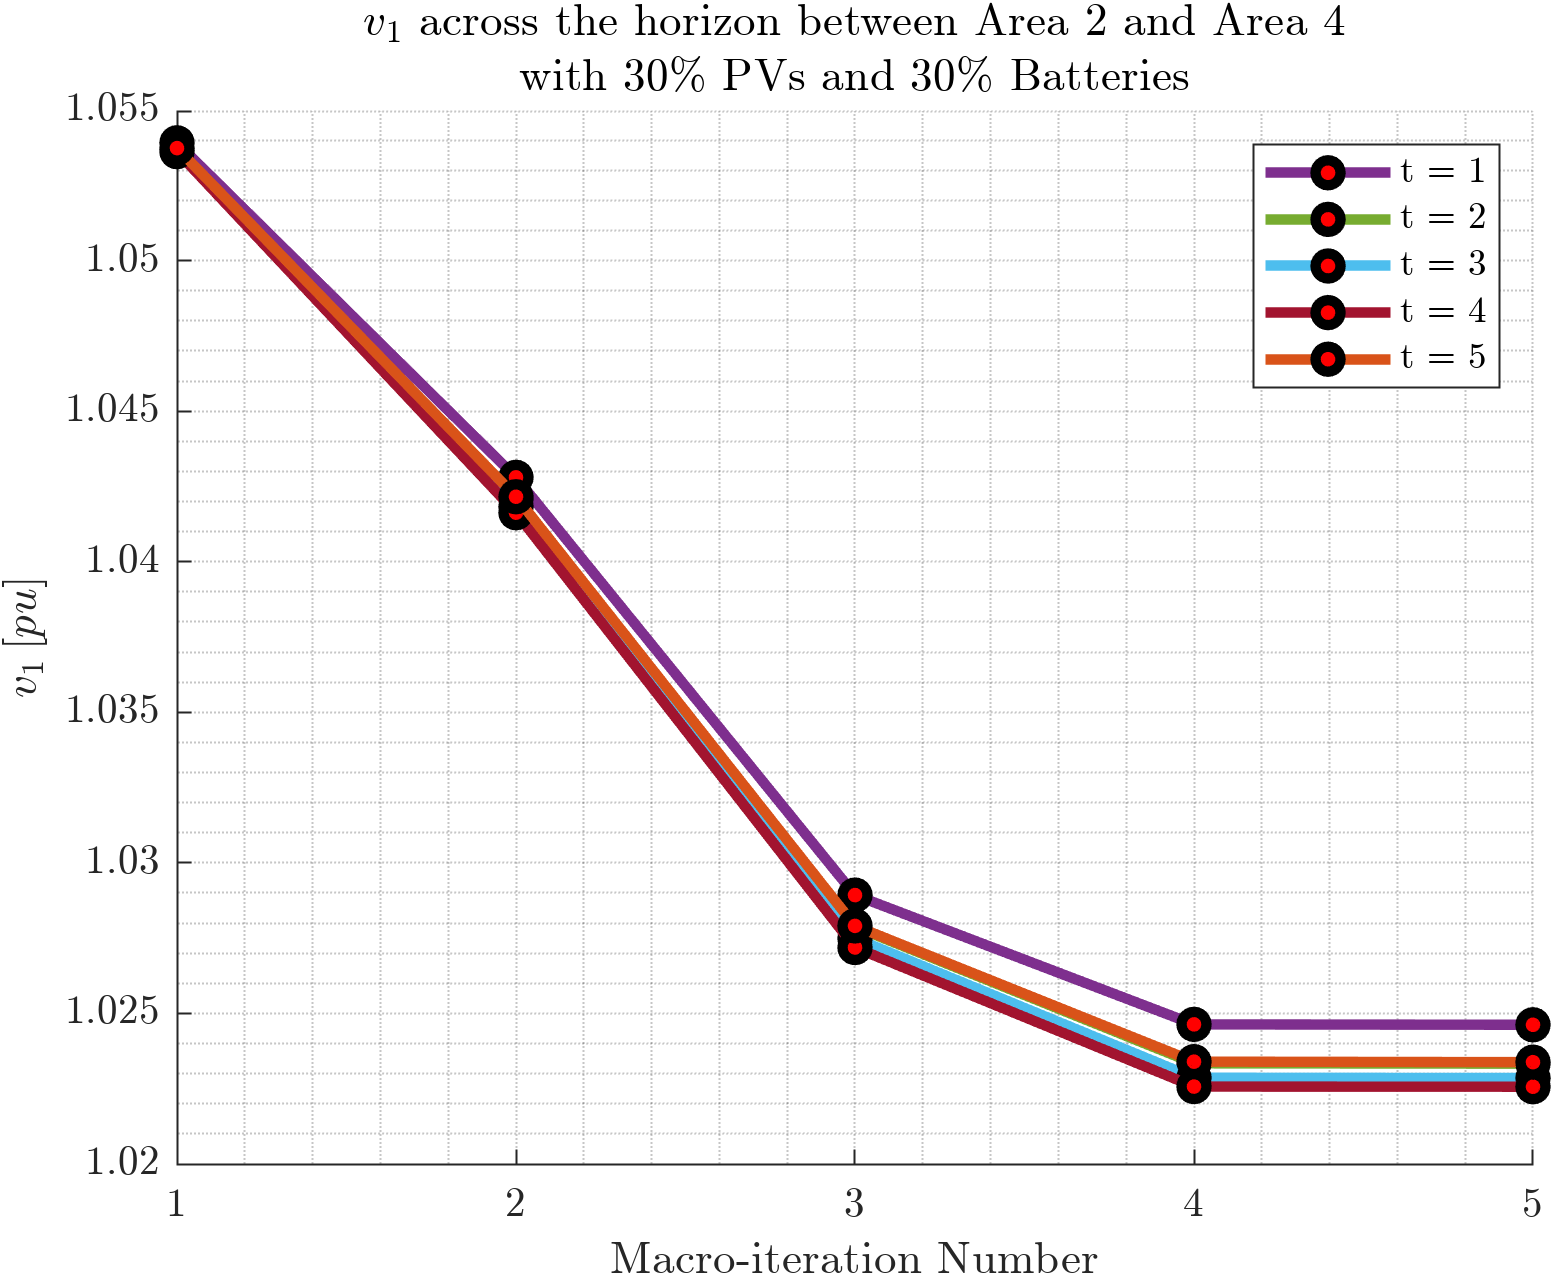 v₁ across the horizon between Area 2 and Area 4
with 30% PVs and 30% Batteries
1.055
1.05
1.045
1.04
1.035
1.03
1.025
1.02
v₁ [pu]
t = 1
t = 2
t = 3
t = 4
t = 5
1 2 3 4 5
Macro-iteration Number